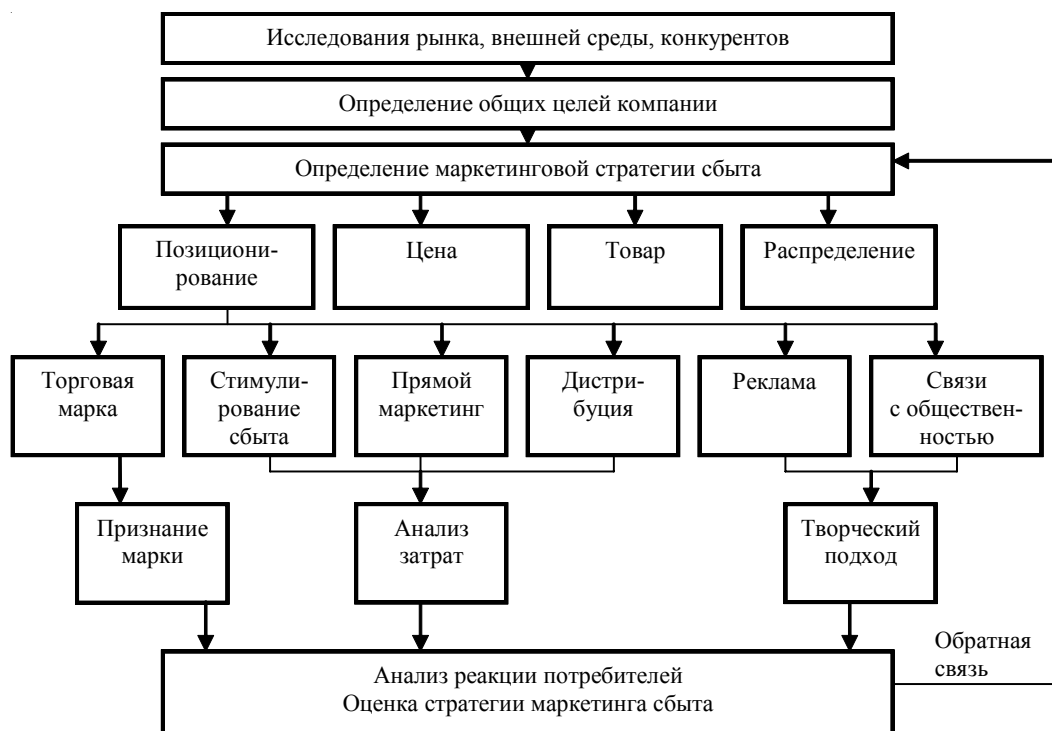 Исследования рынка, внешней среды, конкурентов
Определение общих целей компании
Определение маркетинговой стратегии сбыта
Позициони-
рование
Цена
Товар
Распределение
Торговая
марка
Стимули-
рование
сбыта
Прямой
маркетинг
Дистри-
буция
Реклама
Связи
с обществен-
ностью
Признание
марки
Анализ
затрат
Творческий
подход
Обратная
связь
Анализ реакции потребителей
Оценка стратегии маркетинга сбыта